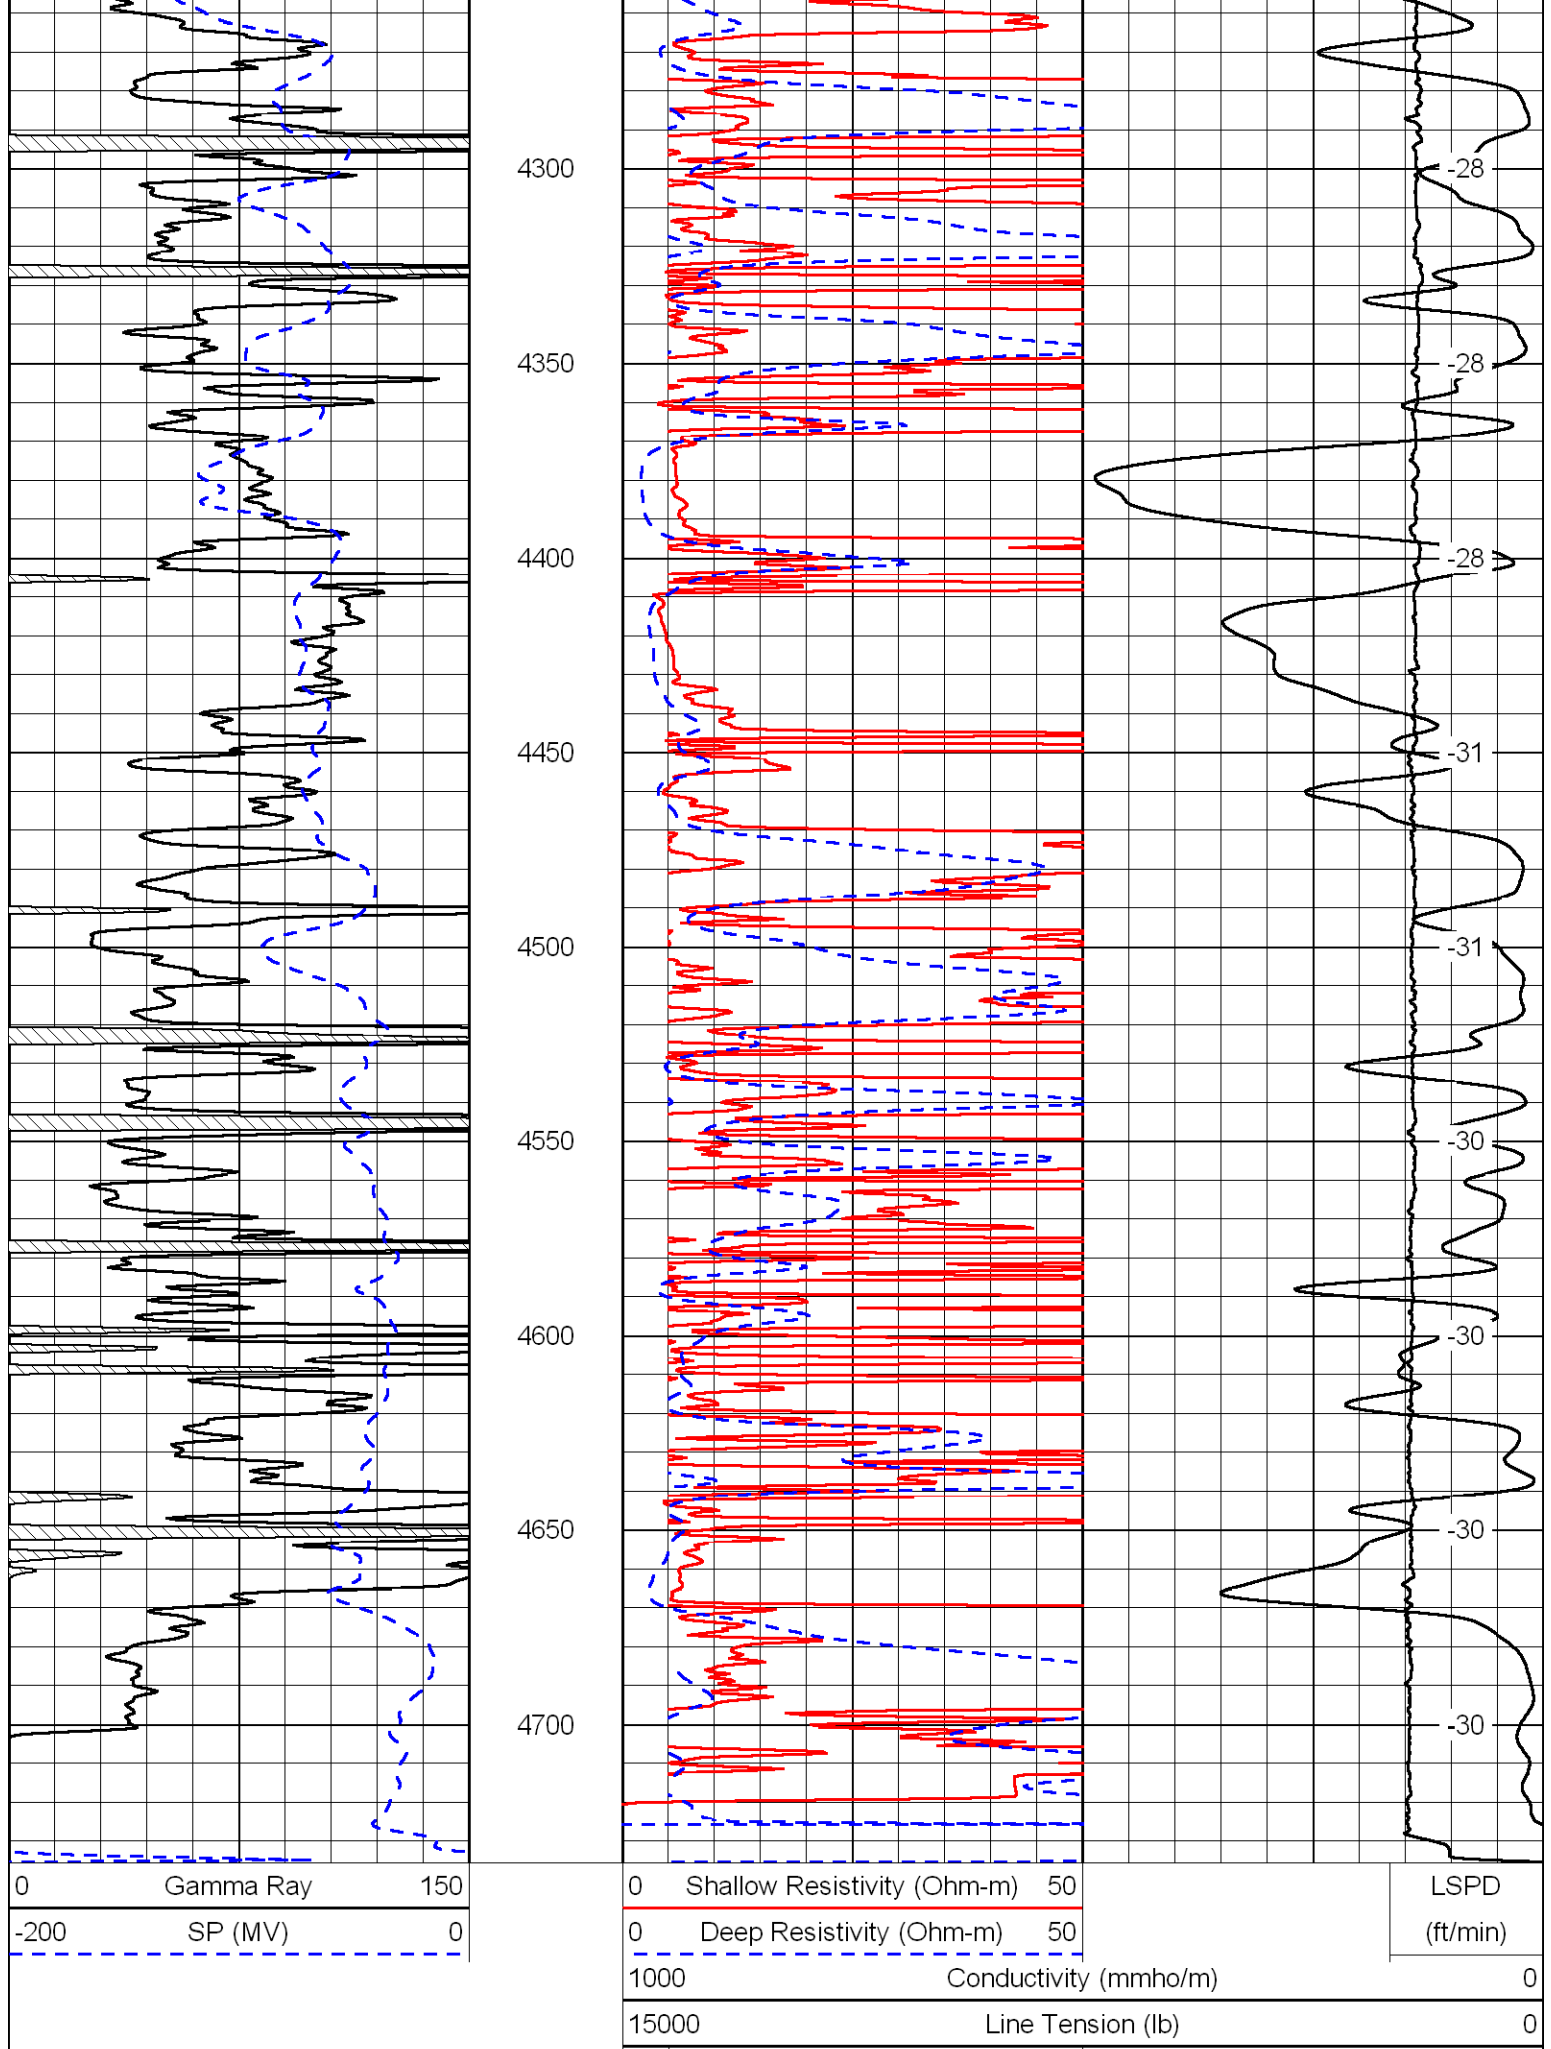 4300 -28
4350 -28
4400 -28
4450 -31
4500 -31
4550 -30
4600 -30
4650 -30
4700 -30
0 Gamma Ray 150 0 Shallow Resistivity (Ohm-m) 50 LSPD
-200 SP (MV) 0 0 Deep Resistivity (Ohm-m) 50 (ft/min)
1000 Conductivity (mmho/m) 0
15000 Line Tension (lb) 0